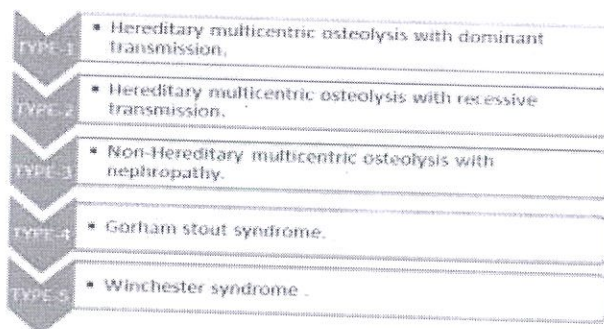 TYPE-1
▪ Hereditary multicentric osteolysis with dominant
transmission.
TYPE-2
▪ Hereditary multicentric osteolysis with recessive
transmission.
TYPE-3
▪ Non-Hereditary multicentric osteolysis with
nephropathy.
TYPE-4
▪ Gorham stout syndrome.
TYPE-5
▪ Winchester syndrome .